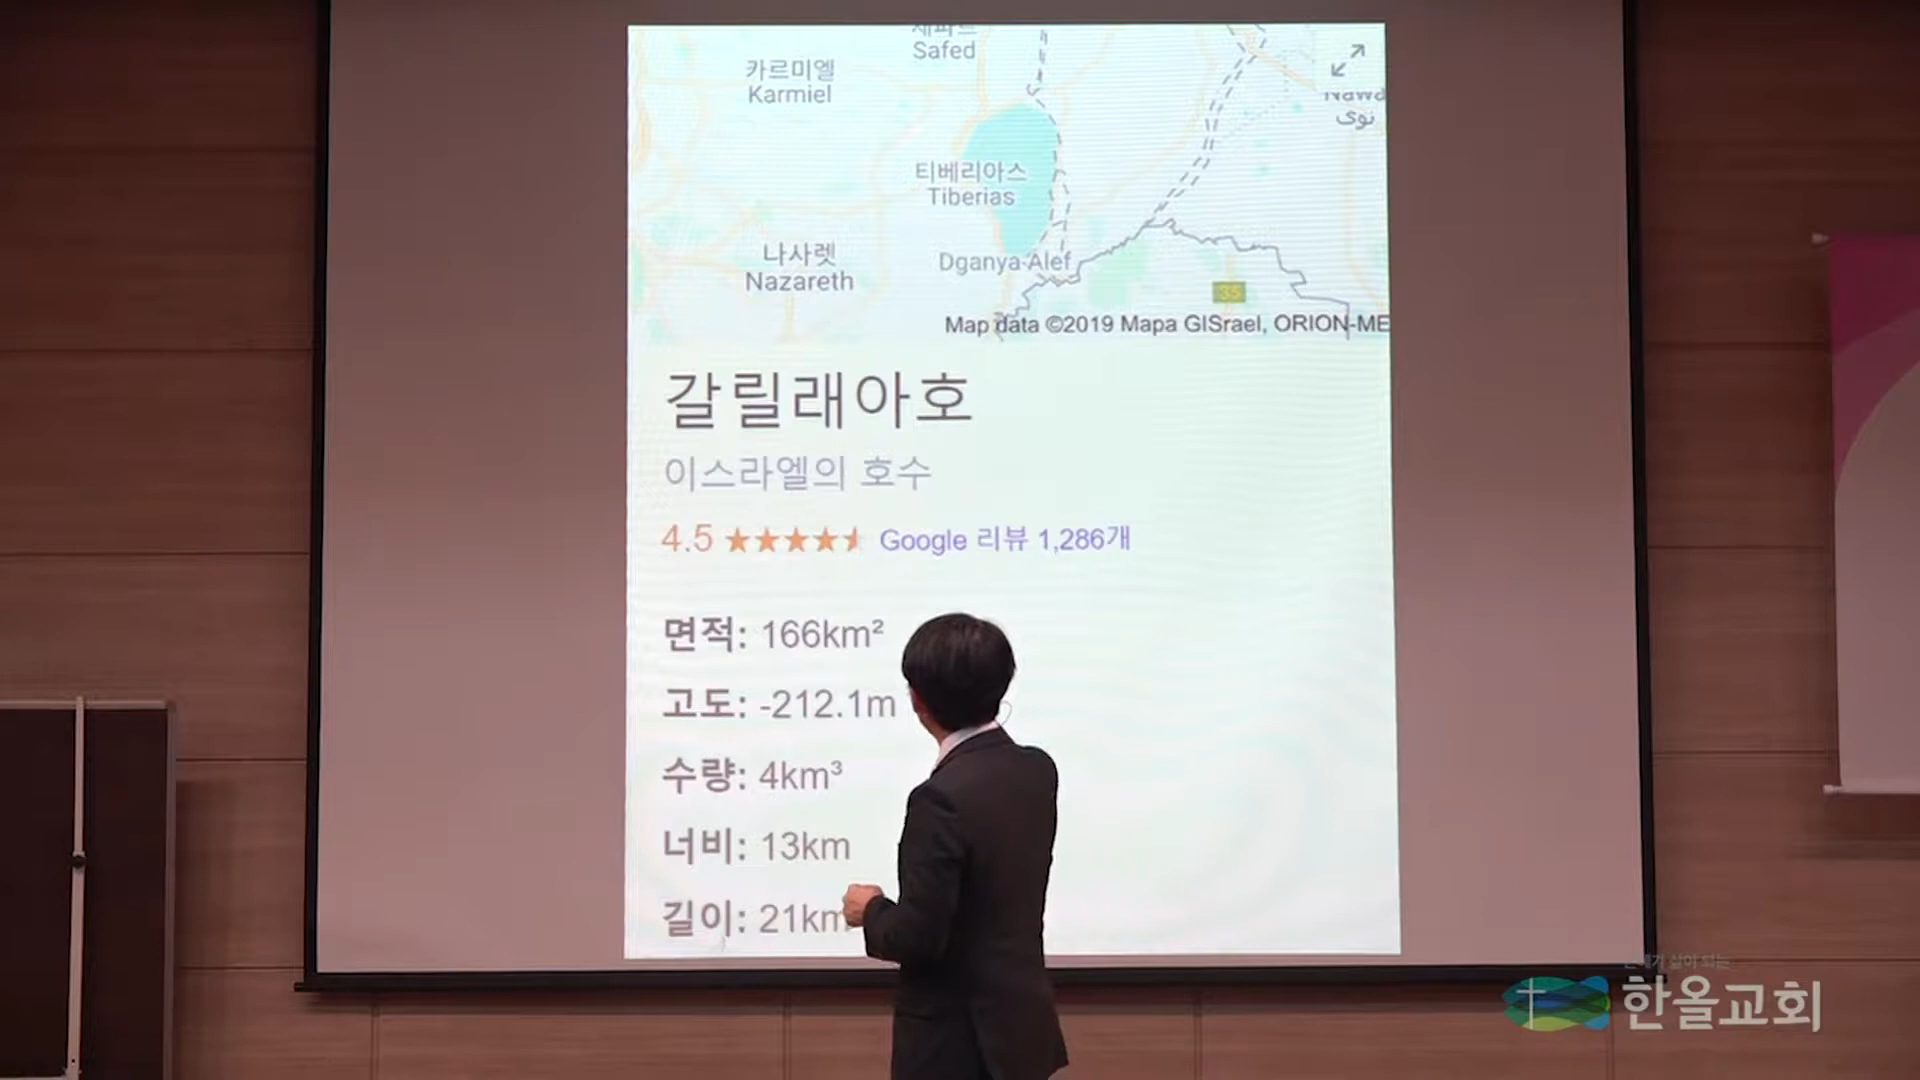 Safed
카르미엘
Karmiel
Nawa
نوى
티베리아스
Tiberias
나사렛
Nazareth
Dganya Alef
35
Map data ©2019 Mapa GISrael, ORION-ME
갈릴래아호
이스라엘의 호수
4.5 ★★★★ Google 리뷰 1,286개
면적: 166km²
고도: -212.1m
수량: 4km³
너비: 13km
길이: 21km
한올교회